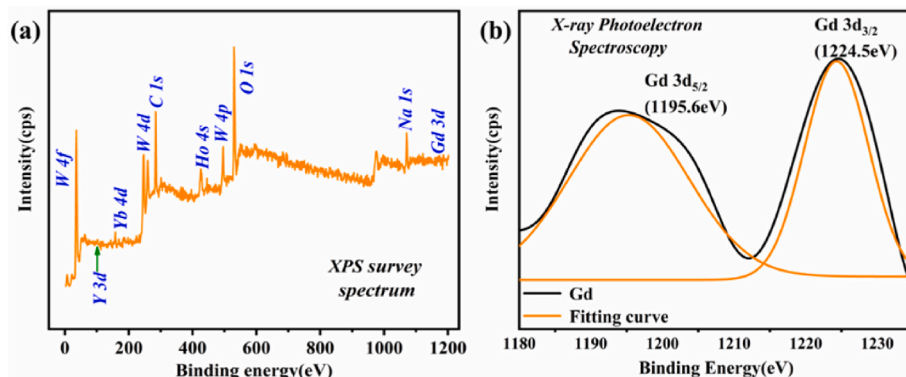 (a)
W 4f
Y 3d
Yb 4d
W 4d
C 1s
Ho 4s
W 4p
O 1s
Na 1s
Gd 3d
XPS survey
spectrum
Intensity(cps)
0 200 400 600 800 1000 1200
Binding energy(eV)
(b)
X-ray Photoelectron
Spectroscopy
Gd 3d5/2
(1195.6eV)
Gd 3d3/2
(1224.5eV)
Gd
Fitting curve
Intensity(cps)
1180 1190 1200 1210 1220 1230
Binding Energy(eV)